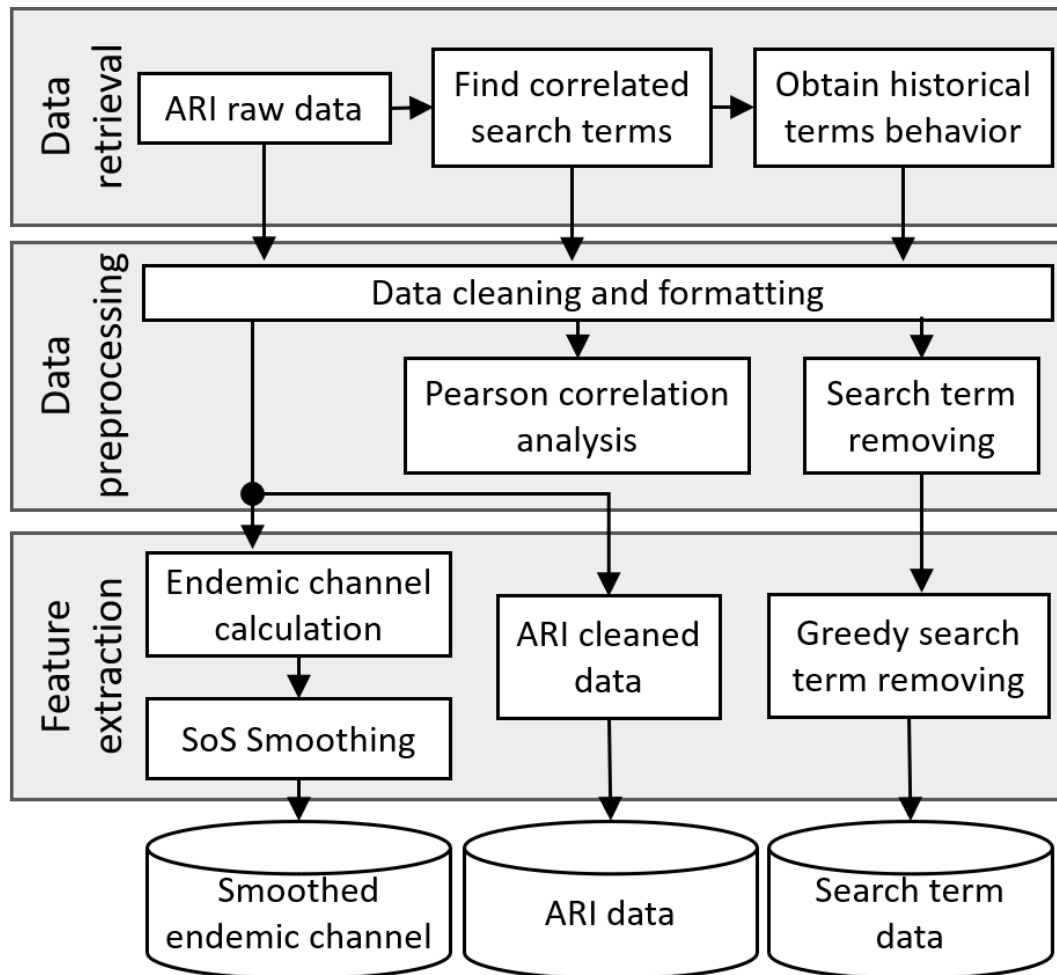 Data
retrieval
ARI raw data
Find correlated
search terms
Obtain historical
terms behavior
Data
preprocessing
Data cleaning and formatting
Pearson correlation
analysis
Search term
removing
Feature
extraction
Endemic channel
calculation
SoS Smoothing
ARI cleaned
data
Greedy search
term removing
Smoothed
endemic channel
ARI data
Search term
data